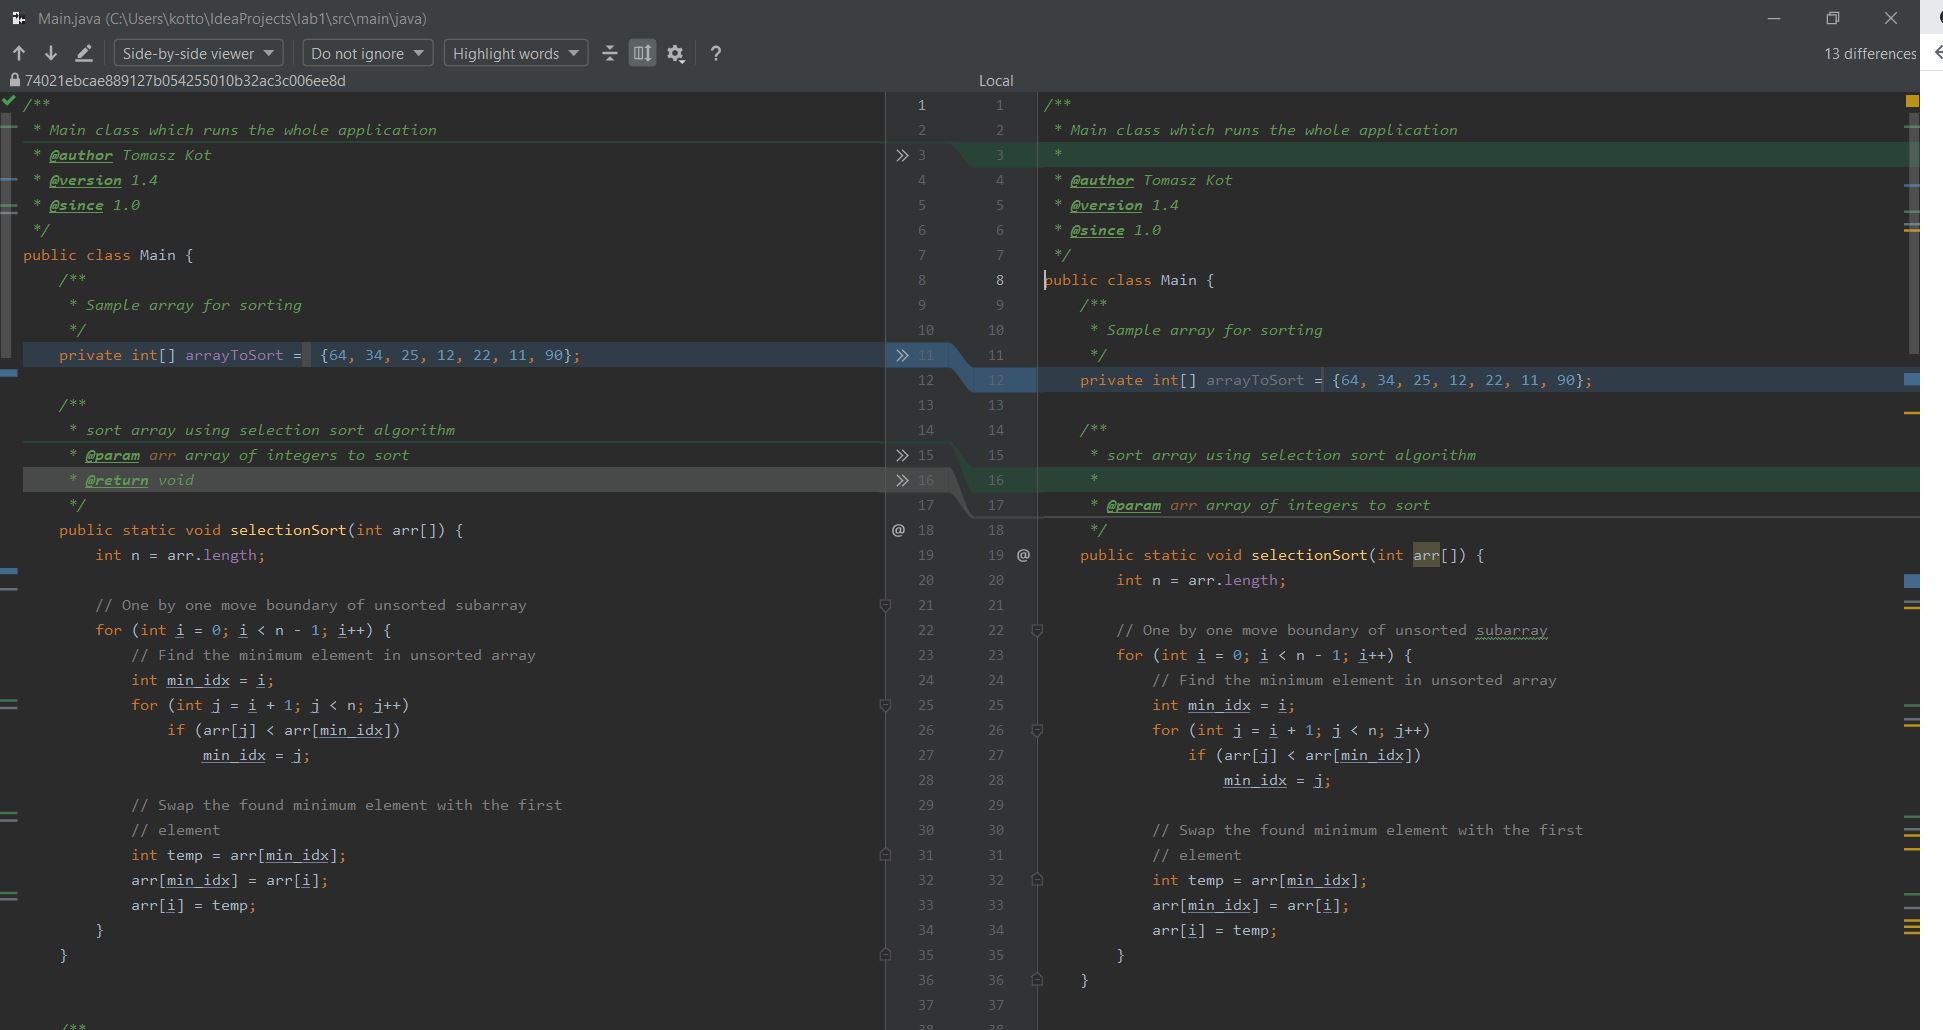 Main.java (C:\Users\kotto\IdeaProjects\lab1\src\main\java)
Side-by-side viewer Do not ignore Highlight words ? 13 differences
74021ebcae889127b054255010b32ac3c006ee8d
/**
 * Main class which runs the whole application
 * @author Tomasz Kot
 * @version 1.4
 * @since 1.0
 */
public class Main {
    /**
     * Sample array for sorting
     */
    private int[] arrayToSort =  {64, 34, 25, 12, 22, 11, 90};

    /**
     * sort array using selection sort algorithm
     * @param arr array of integers to sort
     * @return void
     */
    public static void selectionSort(int arr[]) {
        int n = arr.length;

        // One by one move boundary of unsorted subarray
        for (int i = 0; i < n - 1; i++) {
            // Find the minimum element in unsorted array
            int min_idx = i;
            for (int j = i + 1; j < n; j++)
                if (arr[j] < arr[min_idx])
                    min_idx = j;

            // Swap the found minimum element with the first
            // element
            int temp = arr[min_idx];
            arr[min_idx] = arr[i];
            arr[i] = temp;
        }
    }


    /**
1 1
2 2
3 3
4 4
5 5
6 6
7 7
8 8
9 9
10 10
11 11
12 12
13 13
14 14
15 15
16 16
17 17
@ 18 18
19 19 @
20 20
21 21
22 22
23 23
24 24
25 25
26 26
27 27
28 28
29 29
30 30
31 31
32 32
33 33
34 34
35 35
36 36
37 37
38 38
Local
/**
 * Main class which runs the whole application
 *
 * @author Tomasz Kot
 * @version 1.4
 * @since 1.0
 */
public class Main {
    /**
     * Sample array for sorting
     */
    private int[] arrayToSort = {64, 34, 25, 12, 22, 11, 90};

    /**
     * sort array using selection sort algorithm
     *
     * @param arr array of integers to sort
     */
    public static void selectionSort(int arr[]) {
        int n = arr.length;

        // One by one move boundary of unsorted subarray
        for (int i = 0; i < n - 1; i++) {
            // Find the minimum element in unsorted array
            int min_idx = i;
            for (int j = i + 1; j < n; j++)
                if (arr[j] < arr[min_idx])
                    min_idx = j;

            // Swap the found minimum element with the first
            // element
            int temp = arr[min_idx];
            arr[min_idx] = arr[i];
            arr[i] = temp;
        }
    }